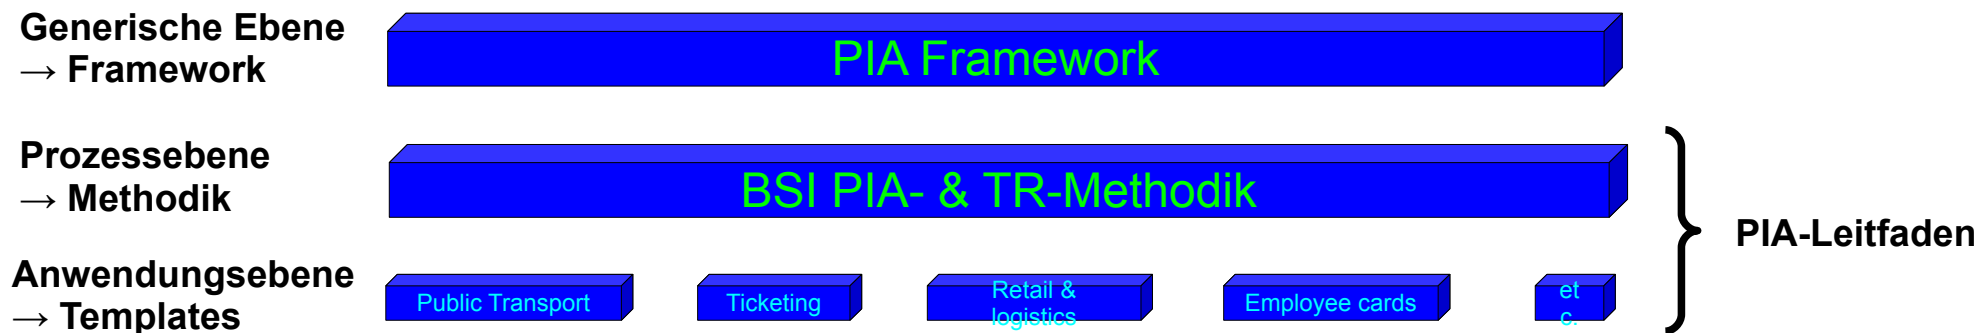 Generische Ebene
→ Framework
PIA Framework
Prozessebene
→ Methodik
BSI PIA- & TR-Methodik
PIA-Leitfaden
Anwendungsebene
→ Templates
Public Transport
Ticketing
Retail &
logistics
Employee cards
et
c.